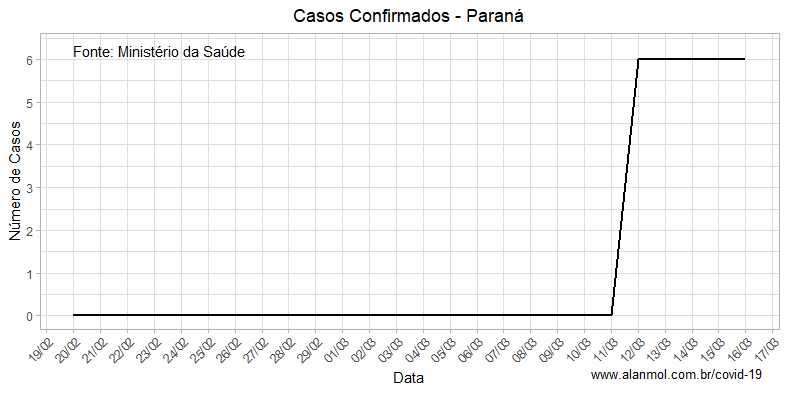 Casos Confirmados - Paraná
Fonte: Ministério da Saúde
Número de Casos
6
5
4
3
2
1
0
19/02 20/02 21/02 22/02 23/02 24/02 25/02 26/02 27/02 28/02 29/02 01/03 02/03 03/03 04/03 05/03 06/03 07/03 08/03 09/03 10/03 11/03 12/03 13/03 14/03 15/03 16/03 17/03
Data
www.alanmol.com.br/covid-19